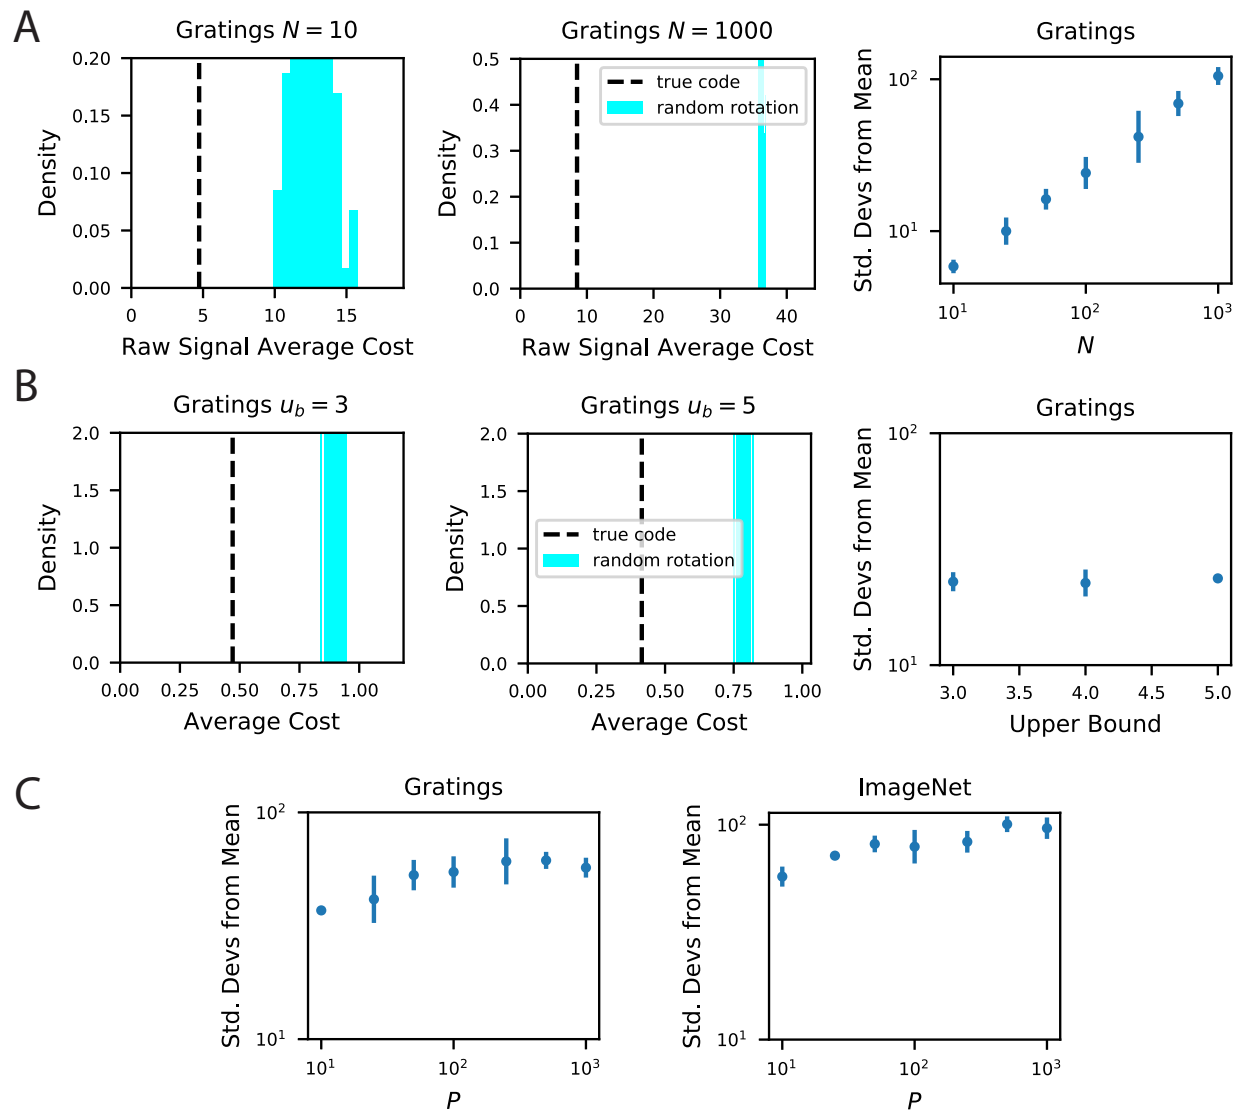 A
Gratings N = 10
0.20
0.15
0.10
0.05
0.00
Density
0
5
10
15
Raw Signal Average Cost
Gratings N = 1000
0.5
0.4
0.3
0.2
0.1
0.0
Density
true code
random rotation
0
10
20
30
40
Raw Signal Average Cost
Gratings
10²
10¹
Std. Devs from Mean
10¹
10²
10³
N
B
Gratings u_b = 3
2.0
1.5
1.0
0.5
0.0
Density
0.00
0.25
0.50
0.75
1.00
Average Cost
Gratings u_b = 5
2.0
1.5
1.0
0.5
0.0
Density
true code
random rotation
0.00
0.25
0.50
0.75
1.00
Average Cost
Gratings
10²
10¹
Std. Devs from Mean
3.0
3.5
4.0
4.5
5.0
Upper Bound
C
Gratings
10²
10¹
Std. Devs from Mean
10¹
10²
10³
P
ImageNet
10²
10¹
Std. Devs from Mean
10¹
10²
10³
P